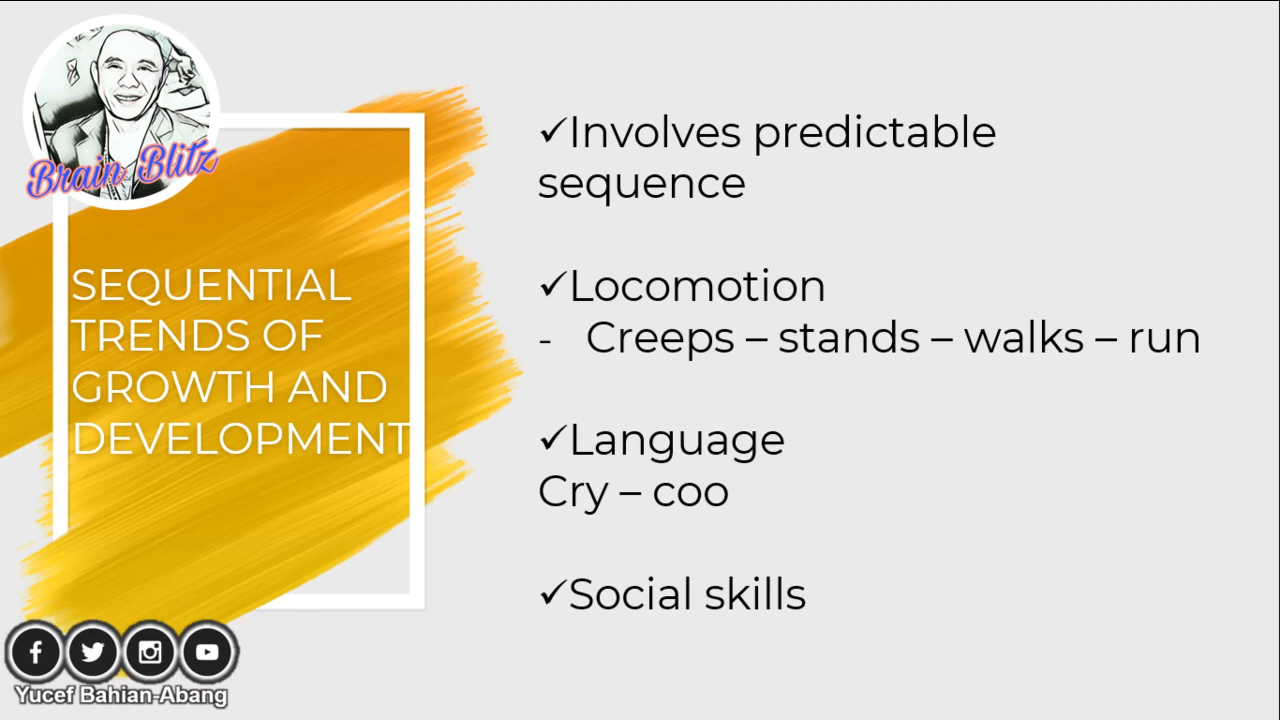 Brain Blitz
SEQUENTIAL
TRENDS OF
GROWTH AND
DEVELOPMENT
✓Involves predictable
sequence
✓Locomotion
- Creeps – stands – walks – run
✓Language
Cry – coo
✓Social skills
Yucef Bahian-Abang